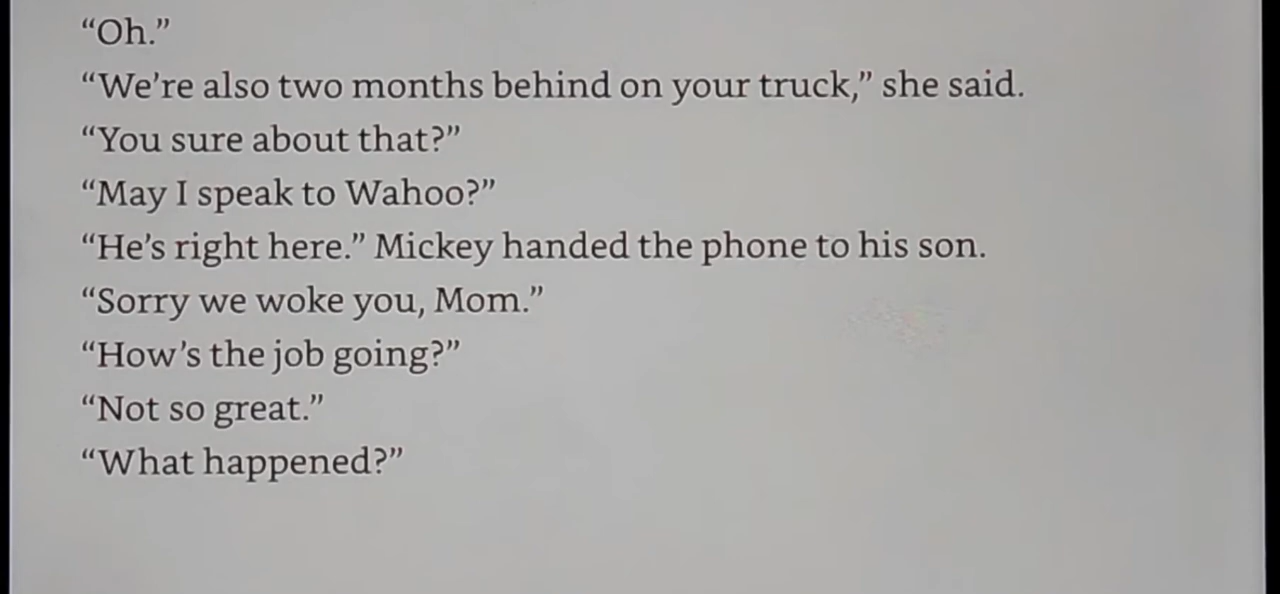 “Oh.”
“We’re also two months behind on your truck,” she said.
“You sure about that?”
“May I speak to Wahoo?”
“He’s right here.” Mickey handed the phone to his son.
“Sorry we woke you, Mom.”
“How’s the job going?”
“Not so great.”
“What happened?”